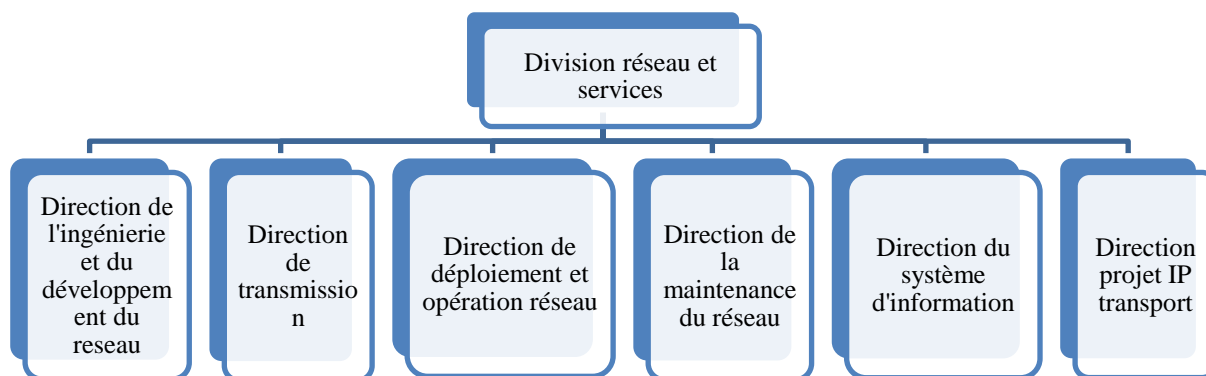 Division réseau et
services
Direction de
l'ingénierie
et du
développem
ent du
reseau
Direction
de
transmissio
n
Direction de
déploiement et
opération réseau
Direction de
la
maintenance
du réseau
Direction du
système
d'information
Direction
projet IP
transport